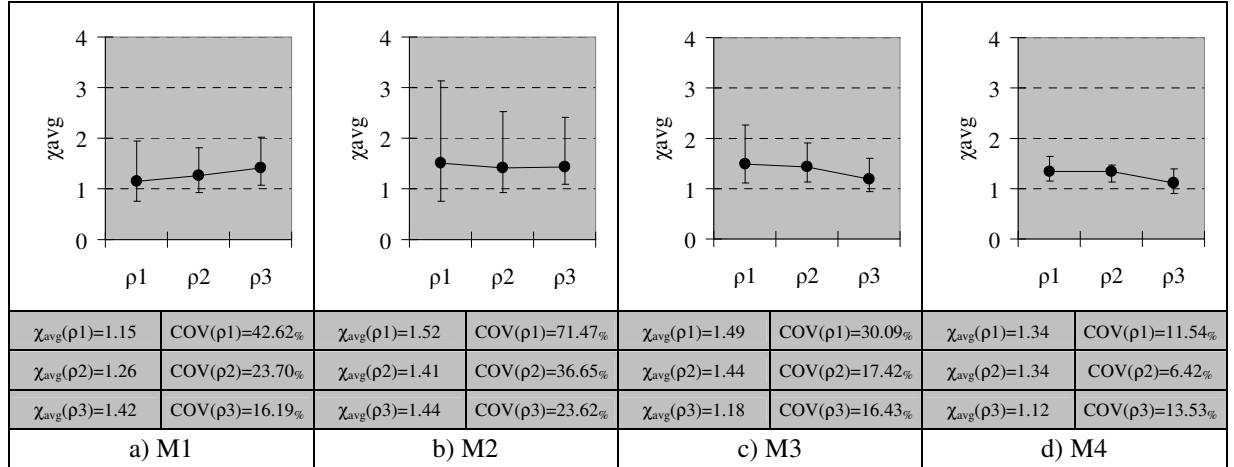 4
3
2
1
0
χavg
ρ1 ρ2 ρ3
4
3
2
1
0
χavg
ρ1 ρ2 ρ3
4
3
2
1
0
χavg
ρ1 ρ2 ρ3
4
3
2
1
0
χavg
ρ1 ρ2 ρ3
χavg(ρ1)=1.15 COV(ρ1)=42.62% χavg(ρ1)=1.52 COV(ρ1)=71.47% χavg(ρ1)=1.49 COV(ρ1)=30.09% χavg(ρ1)=1.34 COV(ρ1)=11.54%
χavg(ρ2)=1.26 COV(ρ2)=23.70% χavg(ρ2)=1.41 COV(ρ2)=36.65% χavg(ρ2)=1.44 COV(ρ2)=17.42% χavg(ρ2)=1.34 COV(ρ2)=6.42%
χavg(ρ3)=1.42 COV(ρ3)=16.19% χavg(ρ3)=1.44 COV(ρ3)=23.62% χavg(ρ3)=1.18 COV(ρ3)=16.43% χavg(ρ3)=1.12 COV(ρ3)=13.53%
a) M1 b) M2 c) M3 d) M4